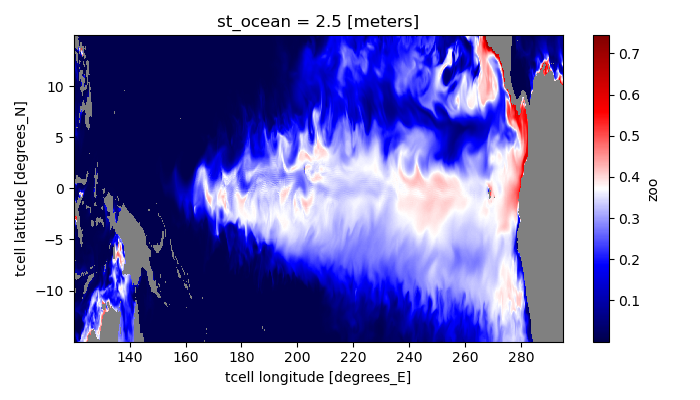 st_ocean = 2.5 [meters]
tcell latitude [degrees_N]
10
5
0
−5
−10
140 160 180 200 220 240 260 280
tcell longitude [degrees_E]
0.7
0.6
0.5
0.4
0.3
0.2
0.1
zoo